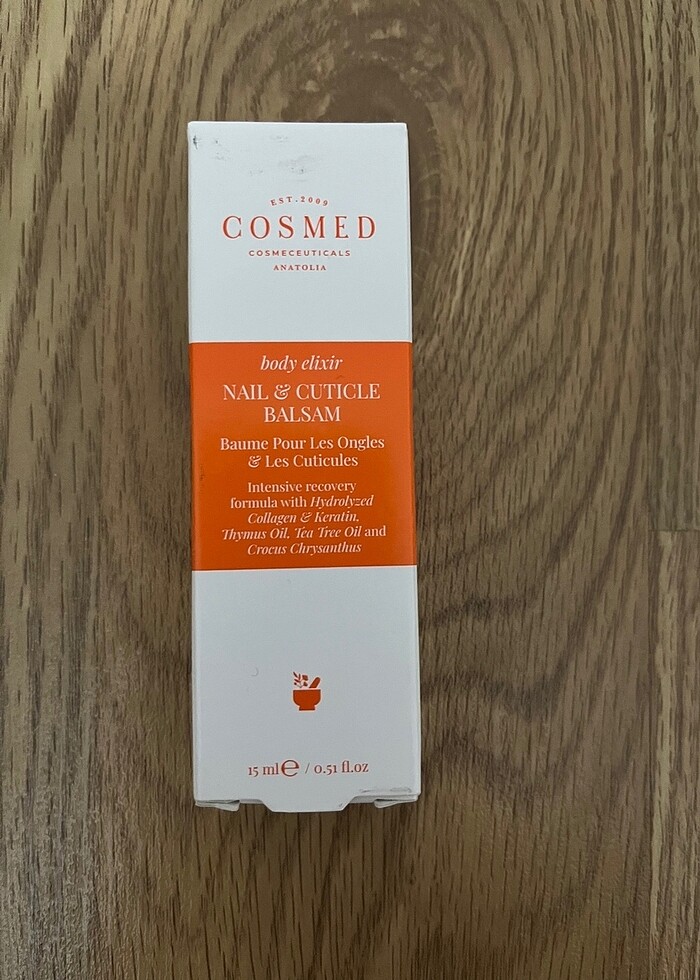 EST.2009
COSMED
COSMECEUTICALS
ANATOLIA
body elixir
NAIL & CUTICLE
BALSAM
Baume Pour Les Ongles
& Les Cuticules
Intensive recovery
formula with Hydrolyzed
Collagen & Keratin,
Thymus Oil, Tea Tree Oil and
Crocus Chrysanthus
15 ml ℮ / 0.51 fl.oz